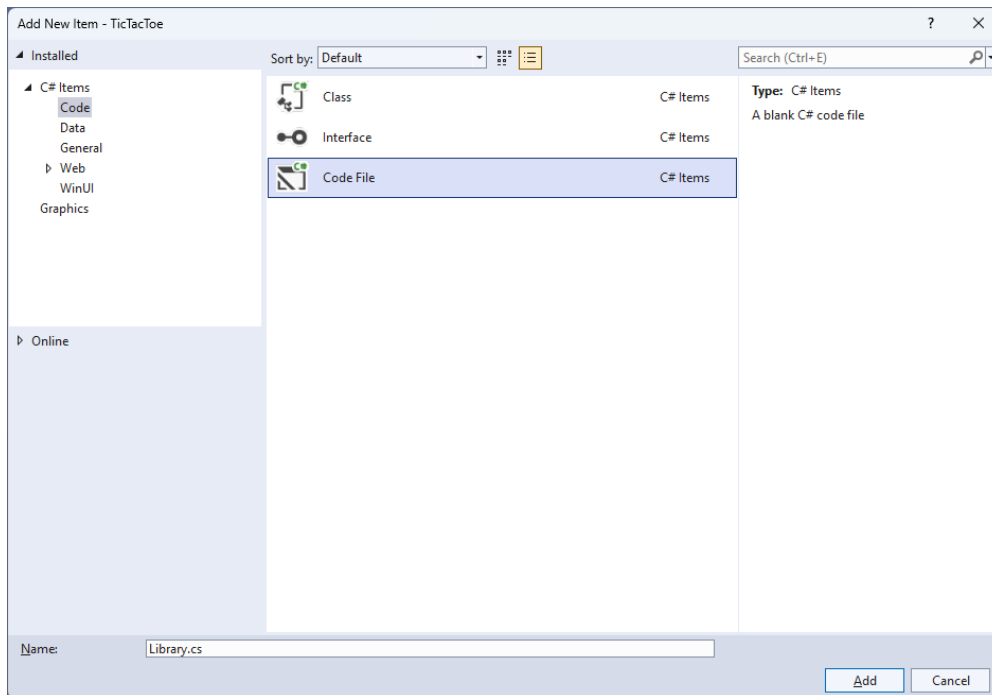 Add New Item - TicTacToe
?
Installed
Sort by: Default
Search (Ctrl+E)
C# Items
Code
Data
General
Web
WinUI
Graphics
Online
Class C# Items
Interface C# Items
Code File C# Items
Type: C# Items
A blank C# code file
Name: Library.cs
Add Cancel